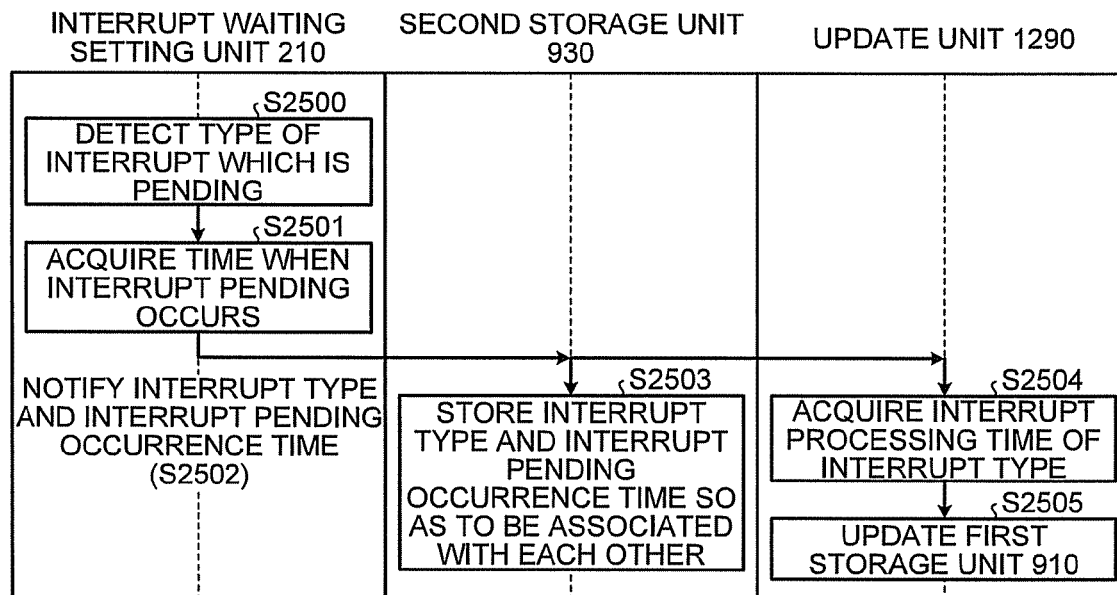 INTERRUPT WAITING
SETTING UNIT 210
SECOND STORAGE UNIT
930
UPDATE UNIT 1290
S2500
DETECT TYPE OF
INTERRUPT WHICH IS
PENDING
S2501
ACQUIRE TIME WHEN
INTERRUPT PENDING
OCCURS
NOTIFY INTERRUPT TYPE
AND INTERRUPT PENDING
OCCURRENCE TIME
(S2502)
S2503
STORE INTERRUPT
TYPE AND INTERRUPT
PENDING
OCCURRENCE TIME SO
AS TO BE ASSOCIATED
WITH EACH OTHER
S2504
ACQUIRE INTERRUPT
PROCESSING TIME OF
INTERRUPT TYPE
S2505
UPDATE FIRST
STORAGE UNIT 910